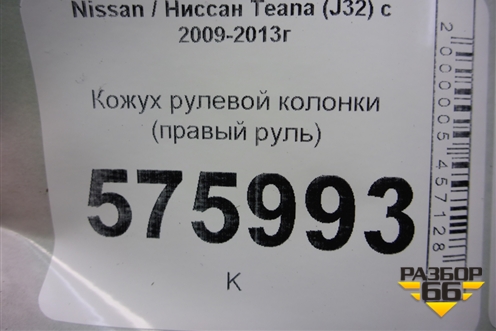 Nissan / Ниссан Teana (J32) с
2009-2013г
Кожух рулевой колонки
(правый руль)
575993
К
2000005457128
РАЗБОР
66